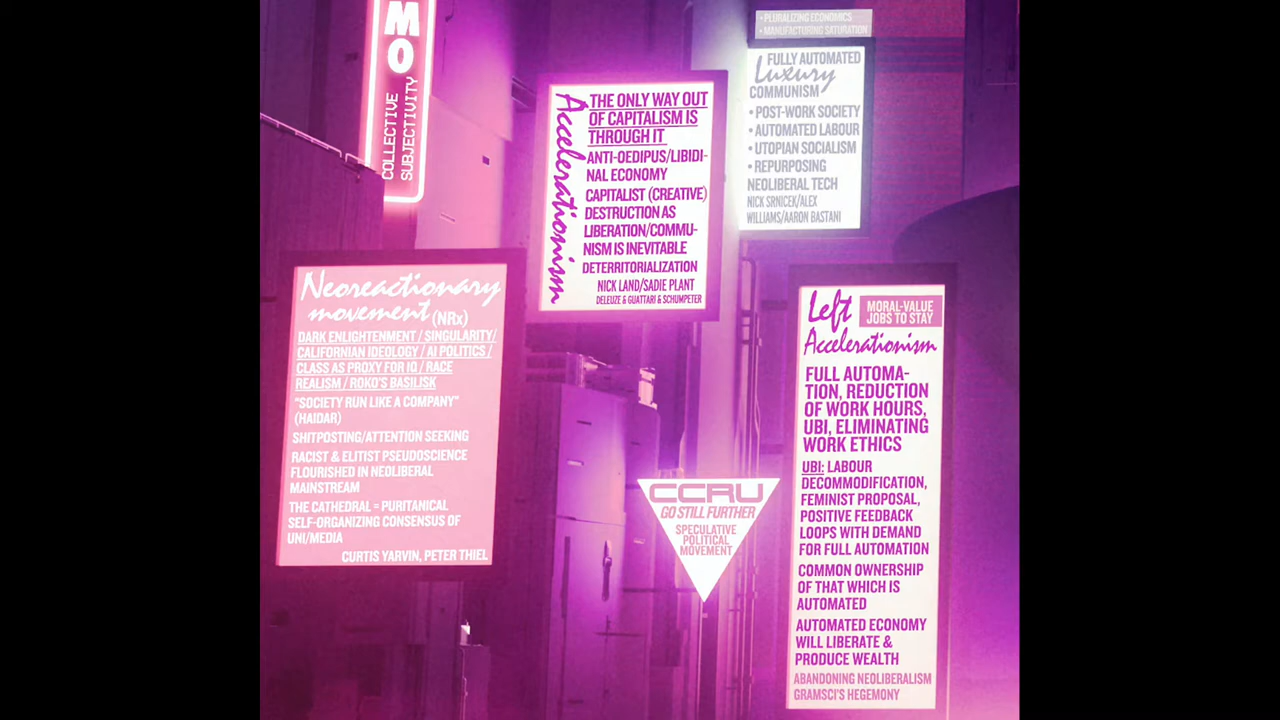 MO
COLLECTIVE
SUBJECTIVITY
• PLURALIZING ECONOMICS
• MANUFACTURING SATURATION
FULLY AUTOMATED
Luxury
COMMUNISM
• POST-WORK SOCIETY
• AUTOMATED LABOUR
• UTOPIAN SOCIALISM
• REPURPOSING
NEOLIBERAL TECH
NICK SRNICEK/ALEX
WILLIAMS/AARON BASTANI
Accelerationism
THE ONLY WAY OUT
OF CAPITALISM IS
THROUGH IT
ANTI-OEDIPUS/LIBIDI-
NAL ECONOMY
CAPITALIST (CREATIVE)
DESTRUCTION AS
LIBERATION/COMMU-
NISM IS INEVITABLE
DETERRITORIALIZATION
NICK LAND/SADIE PLANT
DELEUZE & GUATTARI & SCHUMPETER
Neoreactionary
movement (NRx)
DARK ENLIGHTENMENT / SINGULARITY/
CALIFORNIAN IDEOLOGY / AI POLITICS /
CLASS AS PROXY FOR IQ / RACE
REALISM / ROKO'S BASILISK
"SOCIETY RUN LIKE A COMPANY"
(HAIDAR)
SHITPOSTING/ATTENTION SEEKING
RACIST & ELITIST PSEUDOSCIENCE
FLOURISHED IN NEOLIBERAL
MAINSTREAM
THE CATHEDRAL = PURITANICAL
SELF-ORGANIZING CONSENSUS OF
UNI/MEDIA
CURTIS YARVIN, PETER THIEL
CCRU
GO STILL FURTHER
SPECULATIVE
POLITICAL
MOVEMENT
Left
MORAL-VALUE
JOBS TO STAY
Accelerationism
FULL AUTOMA-
TION, REDUCTION
OF WORK HOURS,
UBI, ELIMINATING
WORK ETHICS
UBI: LABOUR
DECOMMODIFICATION,
FEMINIST PROPOSAL,
POSITIVE FEEDBACK
LOOPS WITH DEMAND
FOR FULL AUTOMATION
COMMON OWNERSHIP
OF THAT WHICH IS
AUTOMATED
AUTOMATED ECONOMY
WILL LIBERATE &
PRODUCE WEALTH
ABANDONING NEOLIBERALISM
GRAMSCI'S HEGEMONY